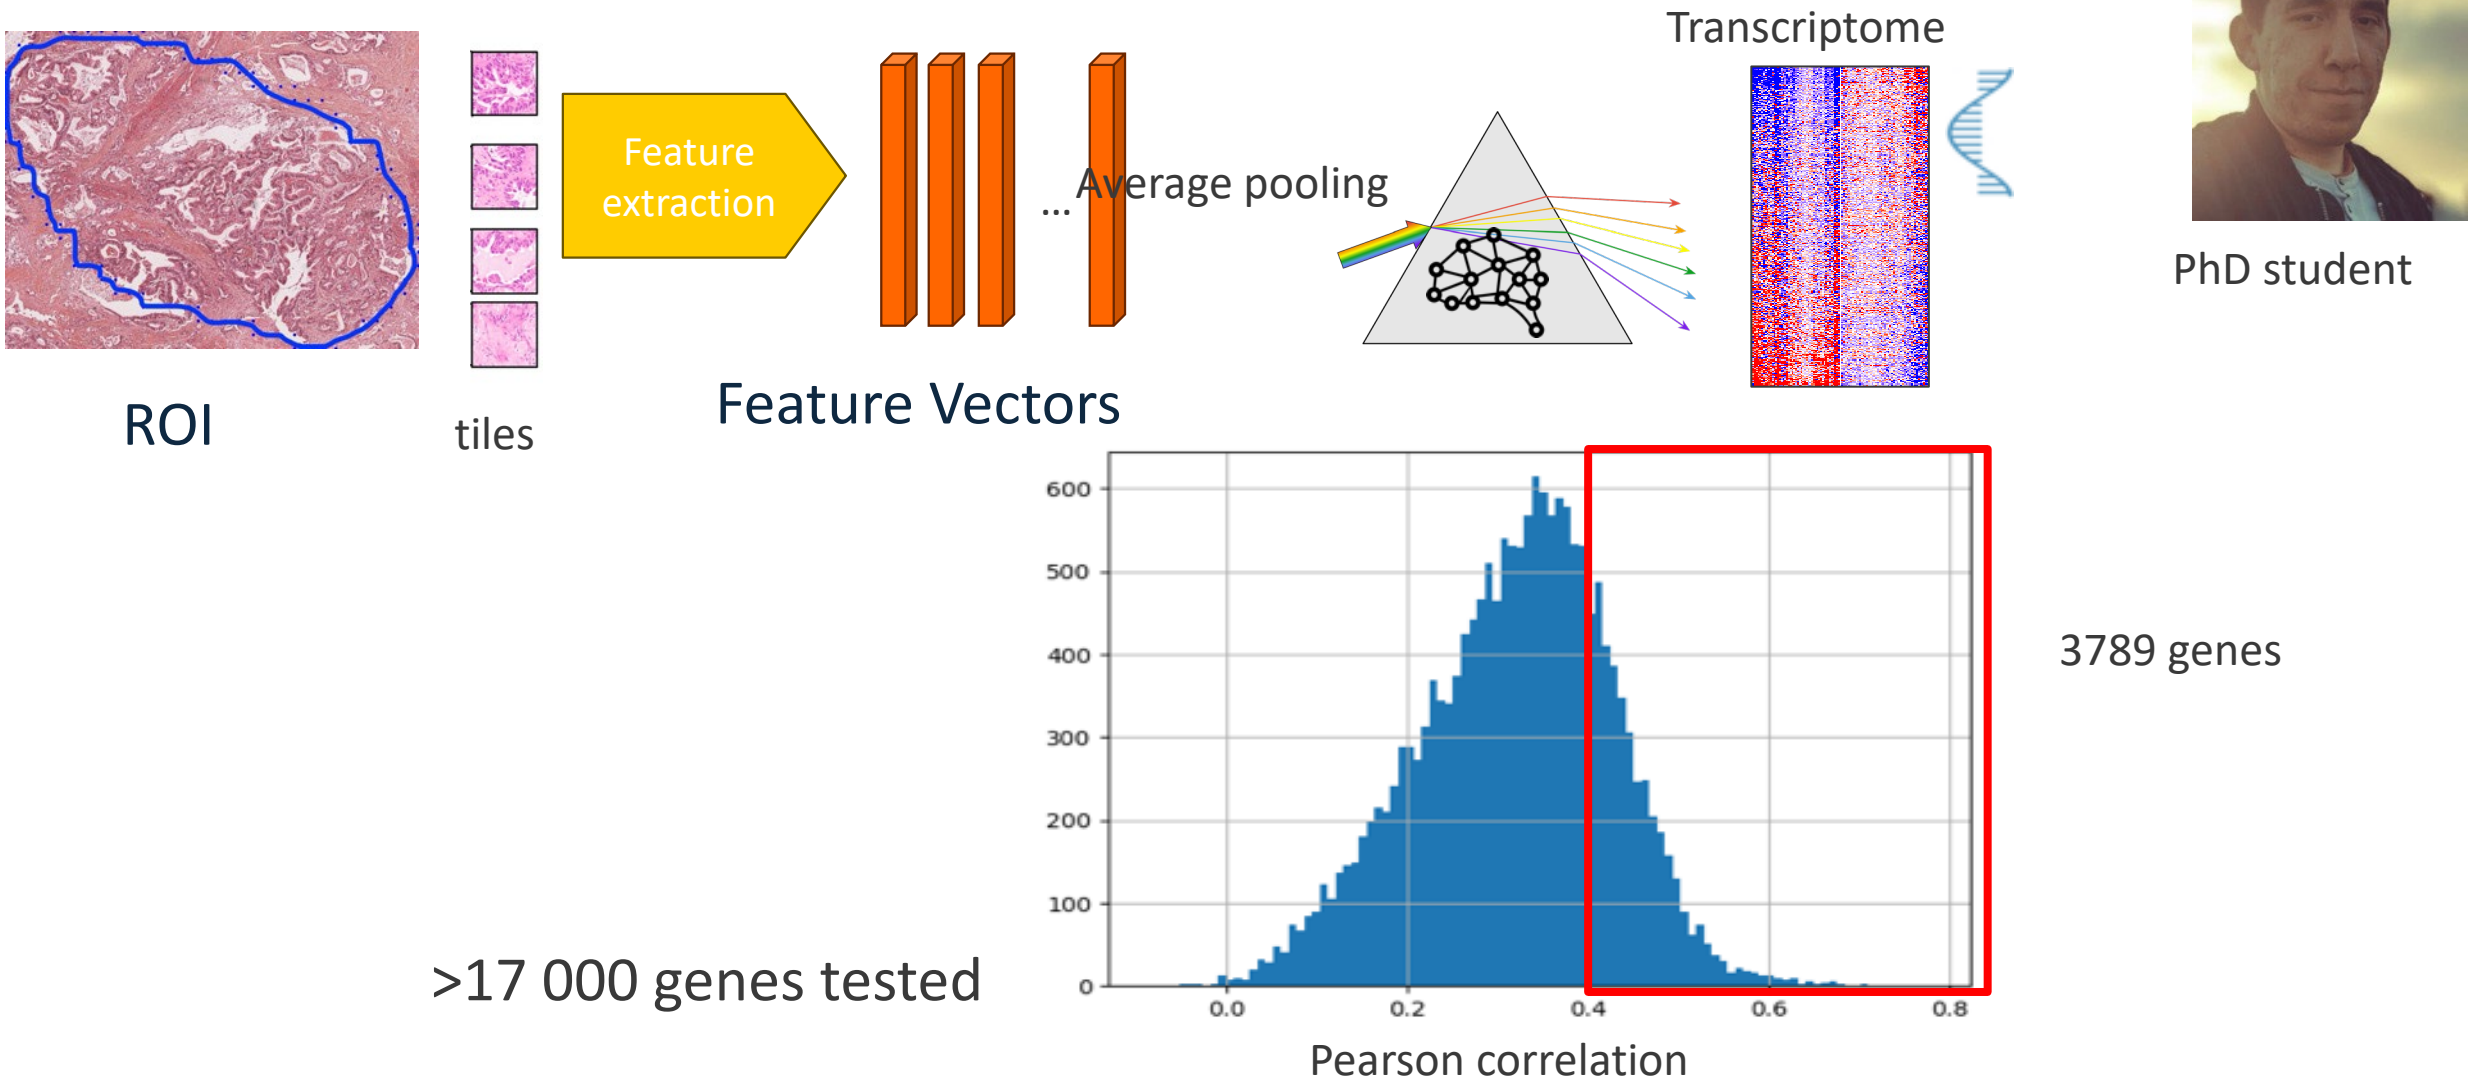 Transcriptome
Feature
extraction
...
Average pooling
PhD student
ROI
tiles
Feature Vectors
600
500
400
300
200
100
0
0.0 0.2 0.4 0.6 0.8
Pearson correlation
3789 genes
>17 000 genes tested